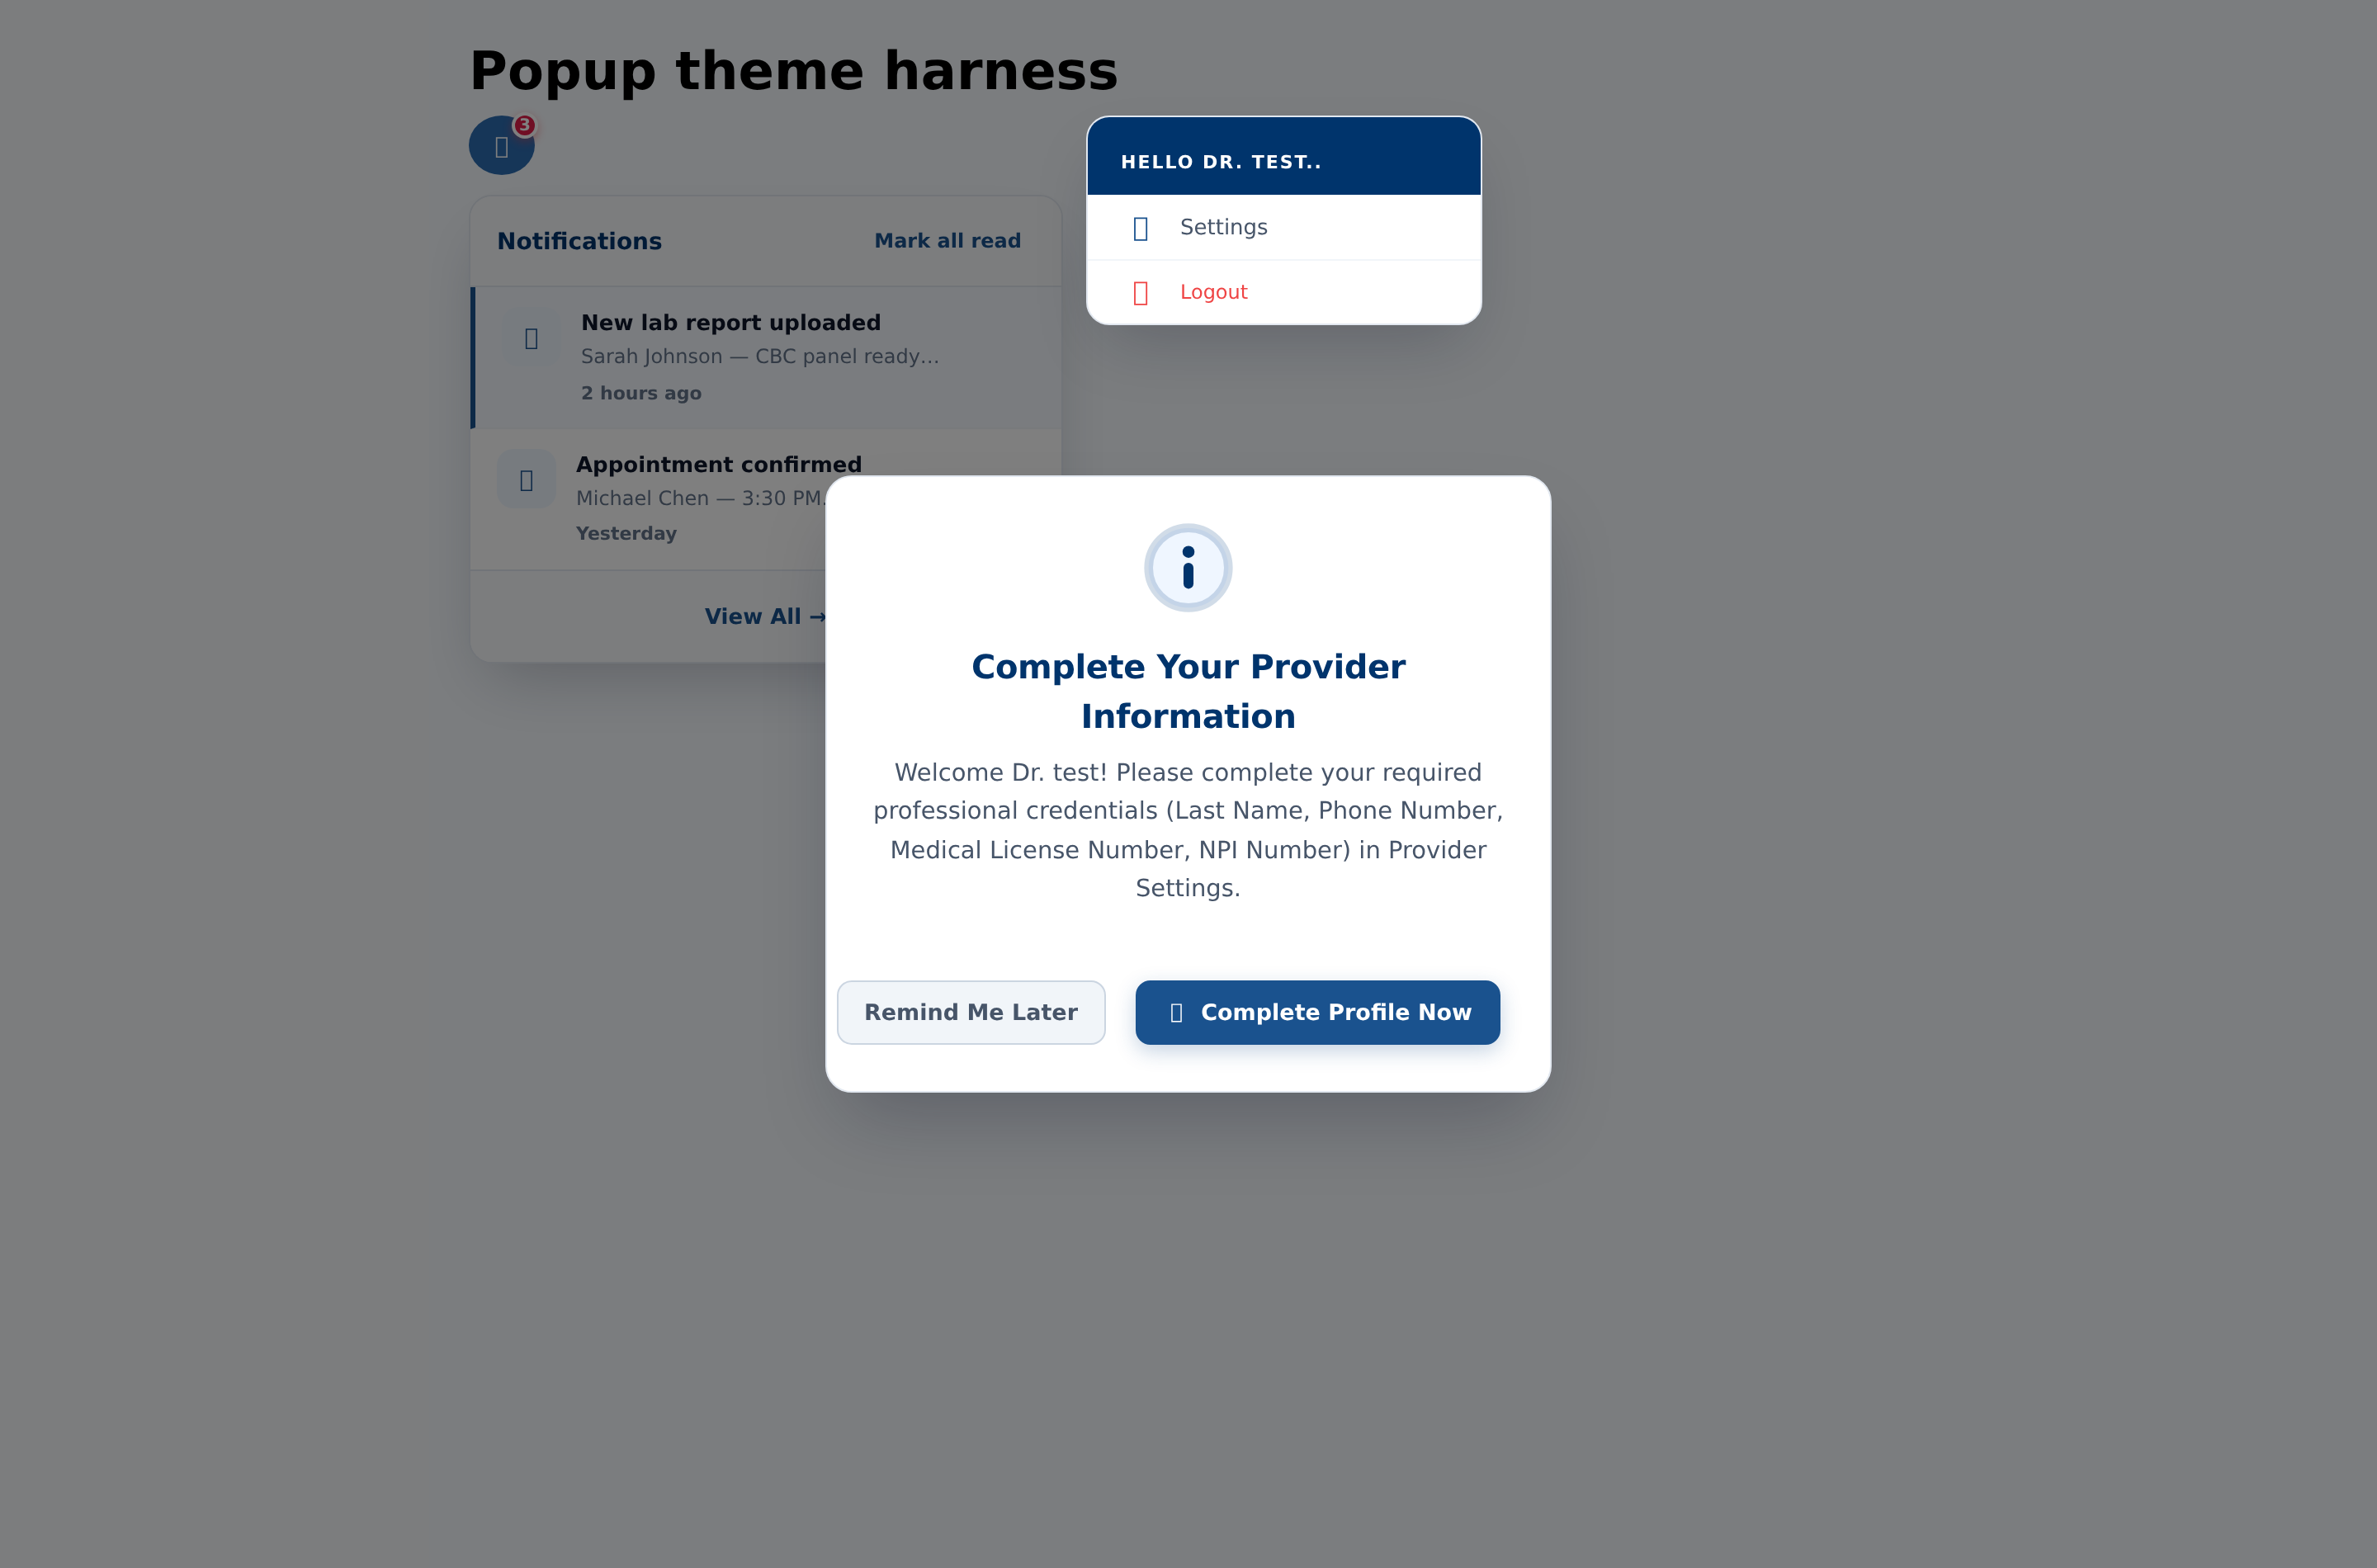 Popup theme harness
3
HELLO DR. TEST..
Settings
Logout
Notifications
Mark all read
New lab report uploaded
Sarah Johnson — CBC panel ready...
2 hours ago
Appointment confirmed
Michael Chen — 3:30 PM.
Yesterday
View All →
Complete Your Provider
Information
Welcome Dr. test! Please complete your required
professional credentials (Last Name, Phone Number,
Medical License Number, NPI Number) in Provider
Settings.
Remind Me Later
Complete Profile Now